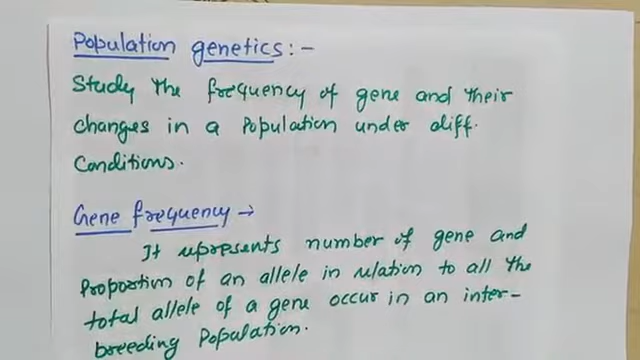 Population genetics:-
Study the frequency of gene and their
changes in a Population under diff.
Conditions.
Gene frequency →
It represents number of gene and
Proportion of an allele in relation to all the
total allele of a gene occur in an inter-
breeding Population.